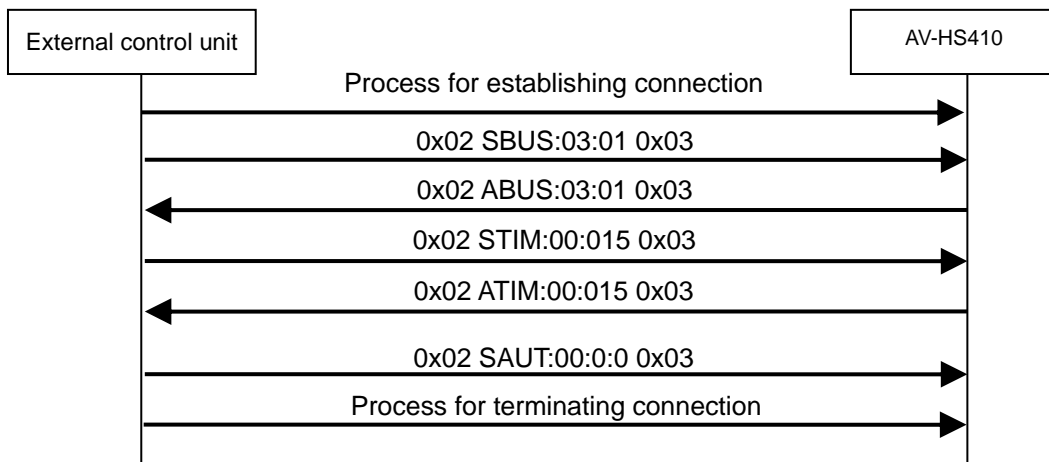 External control unit
AV-HS410
Process for establishing connection
0x02 SBUS:03:01 0x03
0x02 ABUS:03:01 0x03
0x02 STIM:00:015 0x03
0x02 ATIM:00:015 0x03
0x02 SAUT:00:0:0 0x03
Process for terminating connection